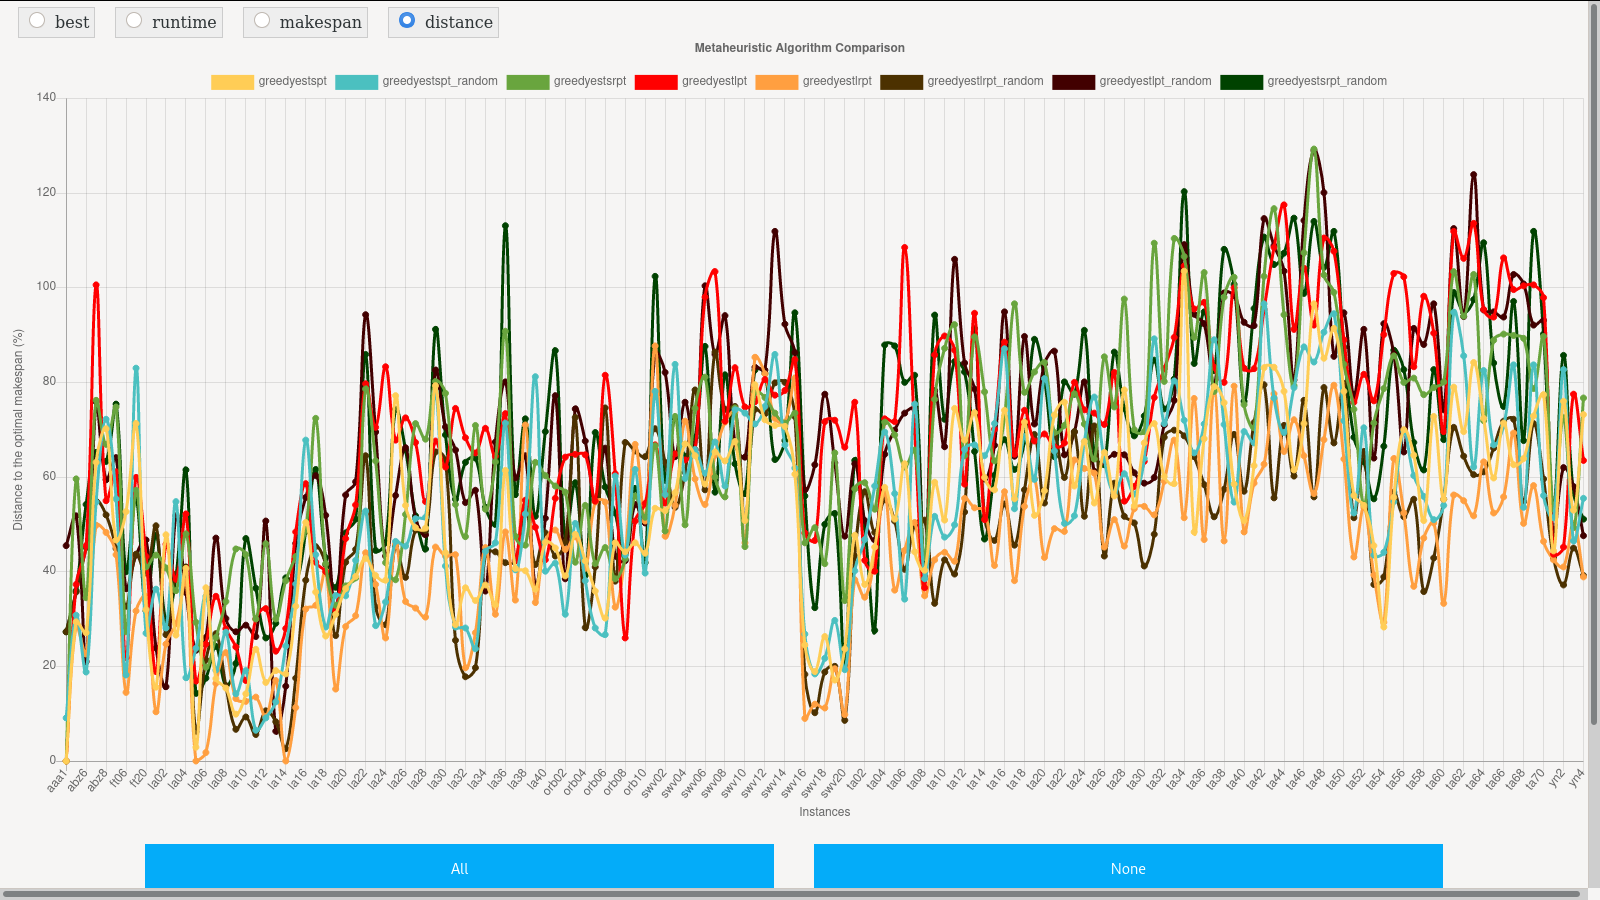 best runtime makespan distance
Metaheuristic Algorithm Comparison
greedyestspt greedyestspt_random greedyestsrpt greedyestlpt greedyestlrpt greedyestlrpt_random greedyestlpt_random greedyestsrpt_random
140
120
100
80
60
40
20
0
Distance to the optimal makespan (%)
aaa1 abz6 abz8 ft06 ft20 la02 la04 la06 la08 la10 la12 la14 la16 la18 la20 la22 la24 la26 la28 la30 la32 la34 la36 la38 la40 orb02 orb04 orb06 orb08 orb10 swv02 swv04 swv06 swv08 swv10 swv12 swv14 swv16 swv18 swv20 ta02 ta04 ta06 ta08 ta10 ta12 ta14 ta16 ta18 ta20 ta22 ta24 ta26 ta28 ta30 ta32 ta34 ta36 ta38 ta40 ta42 ta44 ta46 ta48 ta50 ta52 ta54 ta56 ta58 ta60 ta62 ta64 ta66 ta68 ta70 yn2 yn4
Instances
All None